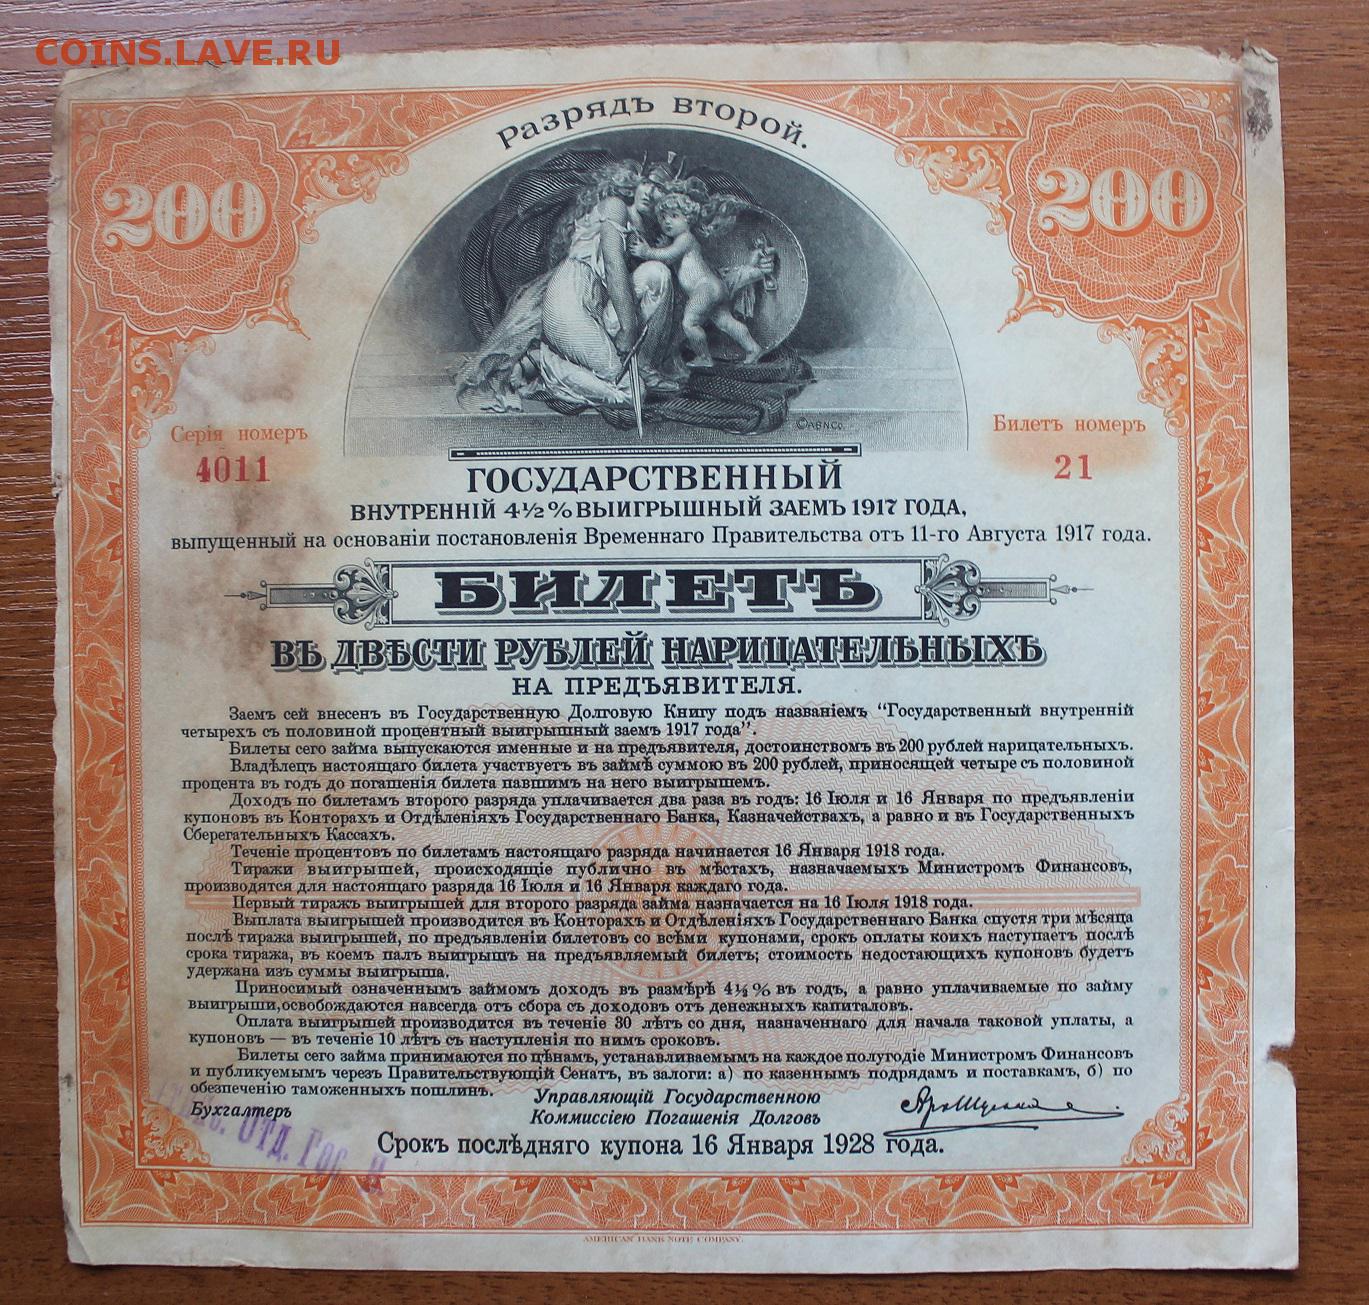 COINS.LAVE.RU
Разрядъ второй.
200
200
©ABNCo.
Серія номеръ
4011
Билетъ номеръ
21
ГОСУДАРСТВЕННЫЙ
ВНУТРЕННІЙ 4½% ВЫИГРЫШНЫЙ ЗАЕМЪ 1917 ГОДА,
выпущенный на основаніи постановленія Временнаго Правительства отъ 11-го Августа 1917 года.
БИЛЕТЪ
ВЪ ДВѢСТИ РУБЛЕЙ НАРИЦАТЕЛЬНЫХЪ
НА ПРЕДЪЯВИТЕЛЯ.
Заемъ сей внесенъ въ Государственную Долговую Книгу подъ названіемъ "Государственный внутренній
четырехъ съ половиной процентный выигрышный заемъ 1917 года".
Билеты сего займа выпускаются именные и на предъявителя, достоинствомъ въ 200 рублей нарицательныхъ.
Владѣлецъ настоящаго билета участвуетъ въ займѣ суммою въ 200 рублей, приносящей четыре съ половиной
процента въ годъ до погашенія билета павшимъ на него выигрышемъ.
Доходъ по билетамъ второго разряда уплачивается два раза въ годъ: 16 Іюля и 16 Января по предъявленіи
купоновъ въ Конторахъ и Отдѣленіяхъ Государственнаго Банка, Казначействахъ, а равно и въ Государственныхъ
Сберегательныхъ Кассахъ.
Теченіе процентовъ по билетамъ настоящаго разряда начинается 16 Января 1918 года.
Тиражи выигрышей, происходящіе публично въ мѣстахъ, назначаемыхъ Министромъ Финансовъ,
производятся для настоящаго разряда 16 Іюля и 16 Января каждаго года.
Первый тиражъ выигрышей для второго разряда займа назначается на 16 Іюля 1918 года.
Выплата выигрышей производится въ Конторахъ и Отдѣленіяхъ Государственнаго Банка спустя три мѣсяца
послѣ тиража выигрышей, по предъявленіи билетовъ со всѣми купонами, срокъ оплаты коихъ наступаетъ послѣ
срока тиража, въ коемъ палъ выигрышъ на предъявляемый билетъ; стоимость недостающихъ купоновъ будетъ
удержана изъ суммы выигрыша.
Приносимый означеннымъ займомъ доходъ въ размѣрѣ 4½% въ годъ, а равно уплачиваемые по займу
выигрыши, освобождаются навсегда отъ сбора съ доходовъ отъ денежныхъ капиталовъ.
Оплата выигрышей производится въ теченіе 30 лѣтъ со дня, назначеннаго для начала таковой уплаты, а
купоновъ — въ теченіе 10 лѣтъ съ наступленія по нимъ сроковъ.
Билеты сего займа принимаются по цѣнамъ, устанавливаемымъ на каждое полугодіе Министромъ Финансовъ
и публикуемымъ черезъ Правительствующій Сенатъ, въ залоги: а) по казеннымъ подрядамъ и поставкамъ, б) по
обезпеченію таможенныхъ пошлинъ.
Управляющій Государственною
Коммиссіею Погашенія Долговъ
Бухгалтеръ
ОТД. Гос.
Срокъ послѣдняго купона 16 Января 1928 года.
AMERICAN BANK NOTE COMPANY.